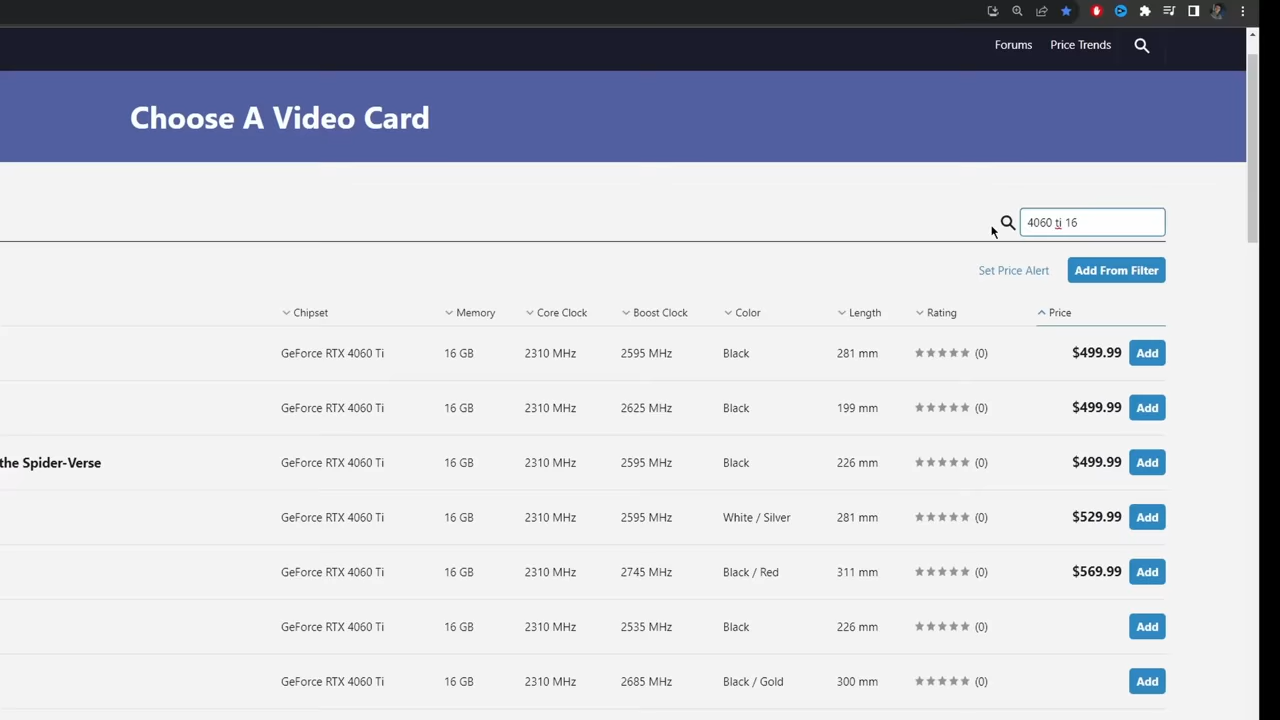 Forums Price Trends
Choose A Video Card
4060 ti 16
Set Price Alert Add From Filter
Chipset Memory Core Clock Boost Clock Color Length Rating Price
GeForce RTX 4060 Ti 16 GB 2310 MHz 2595 MHz Black 281 mm (0) $499.99 Add
GeForce RTX 4060 Ti 16 GB 2310 MHz 2625 MHz Black 199 mm (0) $499.99 Add
the Spider-Verse GeForce RTX 4060 Ti 16 GB 2310 MHz 2595 MHz Black 226 mm (0) $499.99 Add
GeForce RTX 4060 Ti 16 GB 2310 MHz 2595 MHz White / Silver 281 mm (0) $529.99 Add
GeForce RTX 4060 Ti 16 GB 2310 MHz 2745 MHz Black / Red 311 mm (0) $569.99 Add
GeForce RTX 4060 Ti 16 GB 2310 MHz 2535 MHz Black 226 mm (0) Add
GeForce RTX 4060 Ti 16 GB 2310 MHz 2685 MHz Black / Gold 300 mm (0) Add